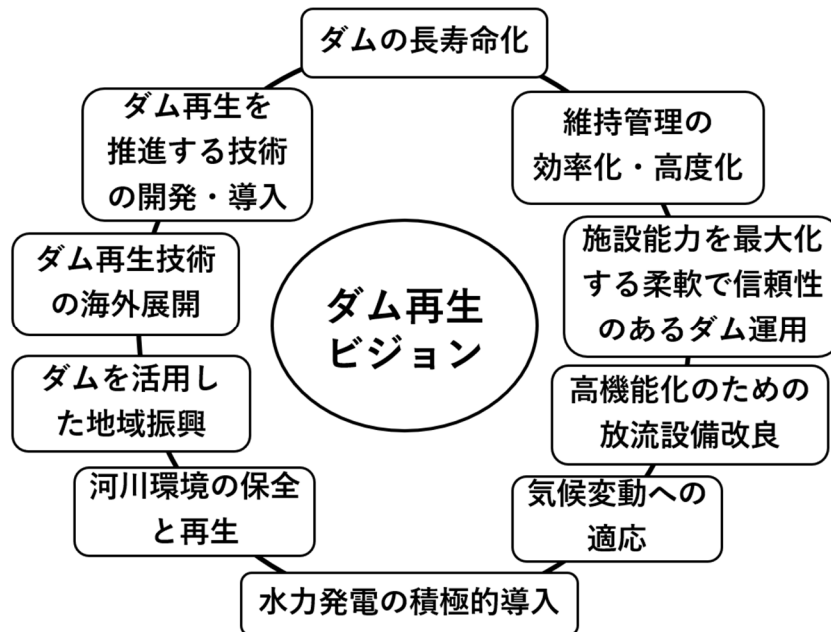 ダムの長寿命化
維持管理の
効率化・高度化
施設能力を最大化
する柔軟で信頼性
のあるダム運用
高機能化のための
放流設備改良
気候変動への
適応
水力発電の積極的導入
河川環境の保全
と再生
ダムを活用し
た地域振興
ダム再生技術
の海外展開
ダム再生を
推進する技術
の開発・導入
ダム再生
ビジョン